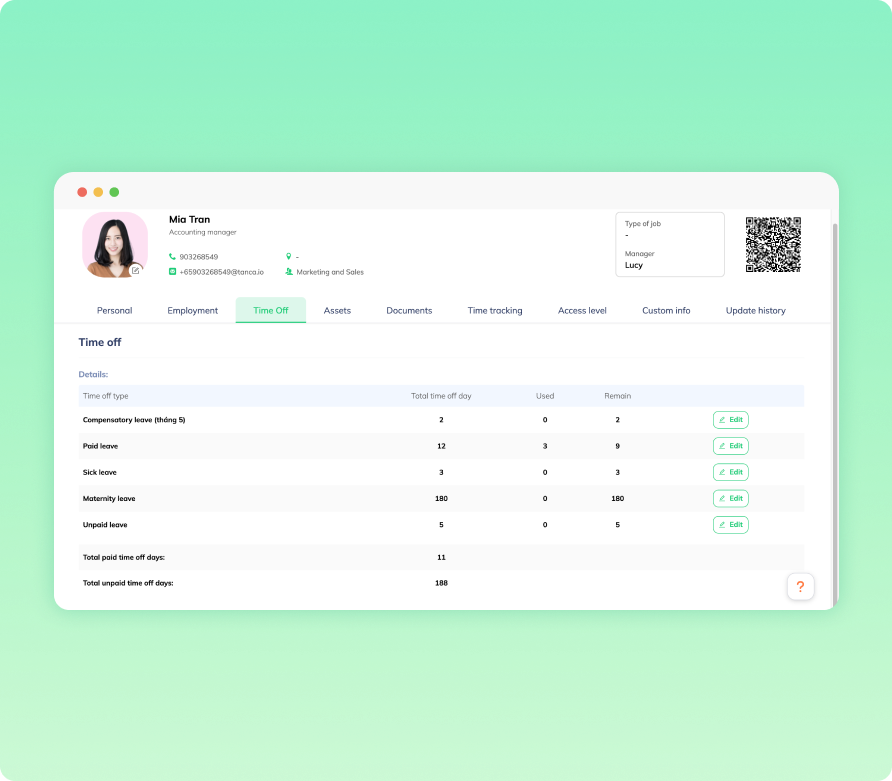 Mia Tran
Accounting manager
903268549
-
+65903268549@tanca.io
Marketing and Sales
Type of job
-
Manager
Lucy
Personal Employment Time Off Assets Documents Time tracking Access level Custom info Update history
Time off
Details:
Time off type Total time off day Used Remain
Compensatory leave (tháng 5) 2 0 2 Edit
Paid leave 12 3 9 Edit
Sick leave 3 0 3 Edit
Maternity leave 180 0 180 Edit
Unpaid leave 5 0 5 Edit
Total paid time off days: 11
Total unpaid time off days: 188
?